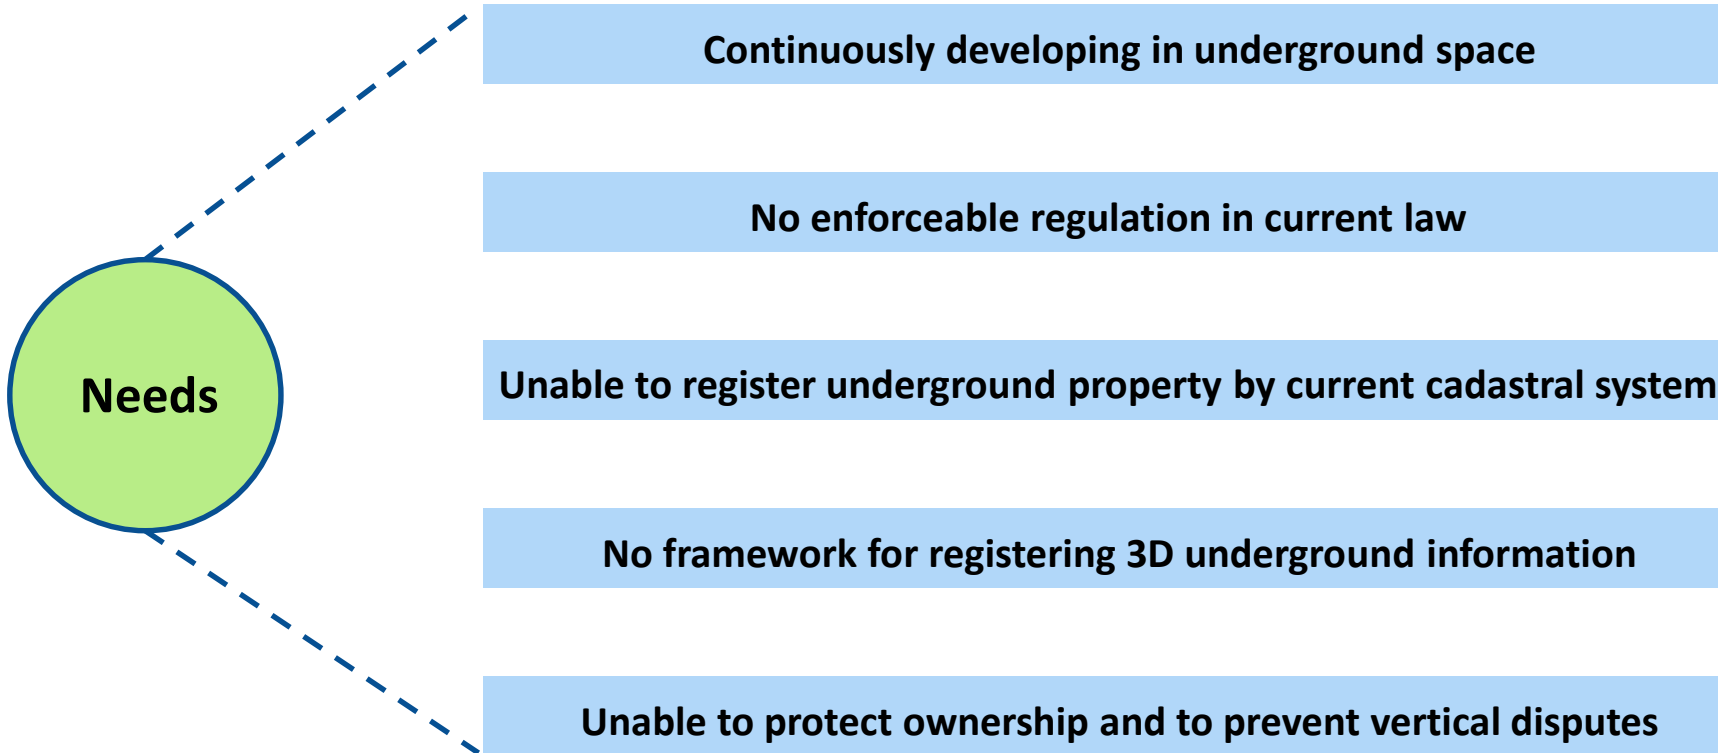 Continuously developing in underground space
No enforceable regulation in current law
Needs
Unable to register underground property by current cadastral system
No framework for registering 3D underground information
Unable to protect ownership and to prevent vertical disputes